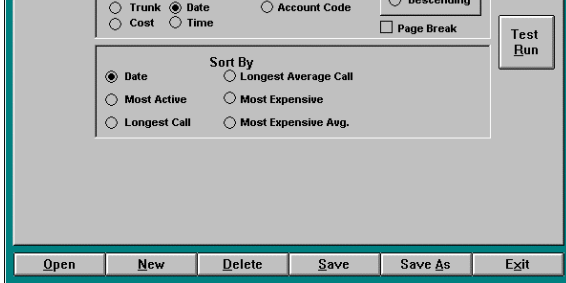 Trunk Date Account Code Descending
Cost Time Page Break
Test
Run
Sort By
Date Longest Average Call
Most Active Most Expensive
Longest Call Most Expensive Avg.
Open New Delete Save Save As Exit